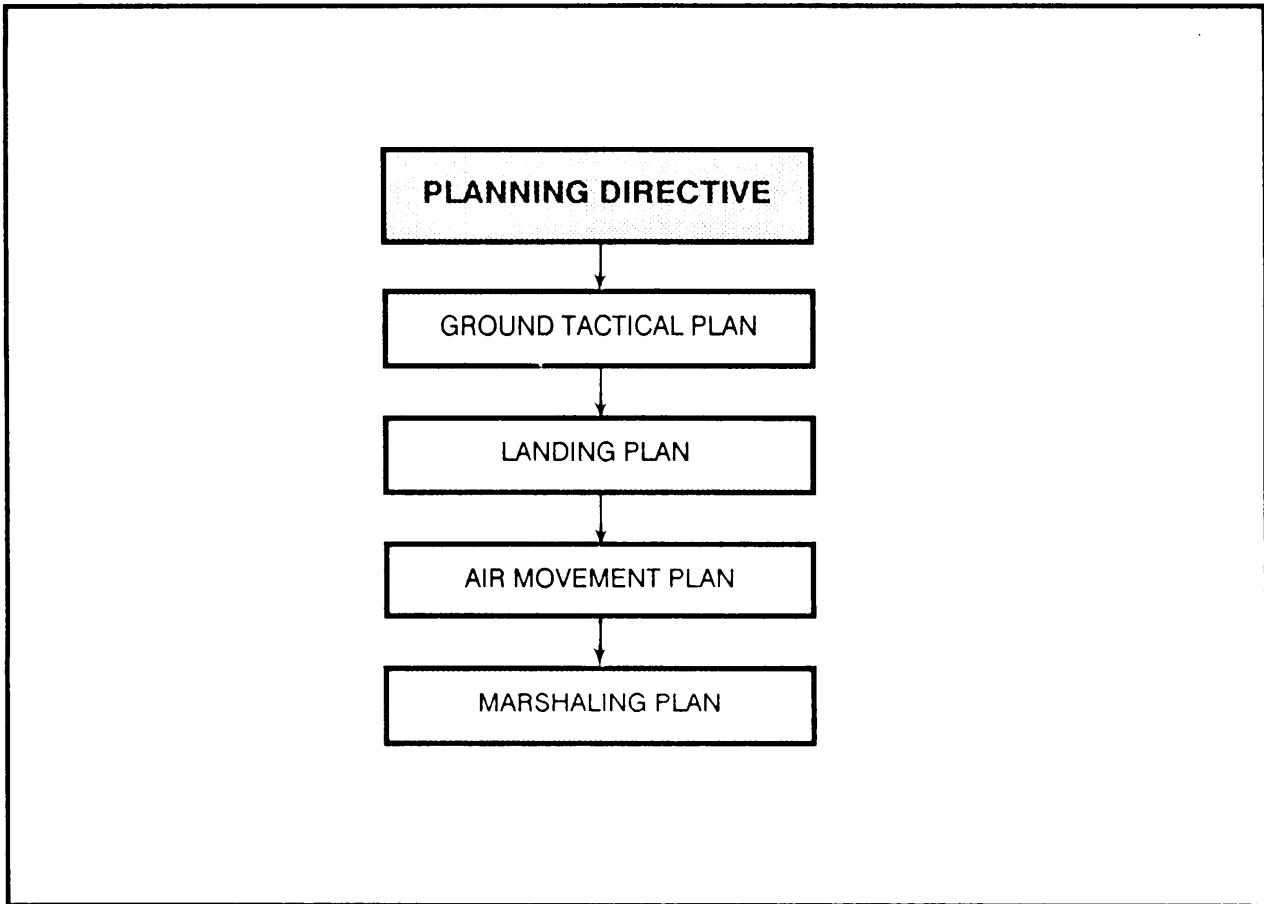 PLANNING DIRECTIVE
GROUND TACTICAL PLAN
LANDING PLAN
AIR MOVEMENT PLAN
MARSHALING PLAN